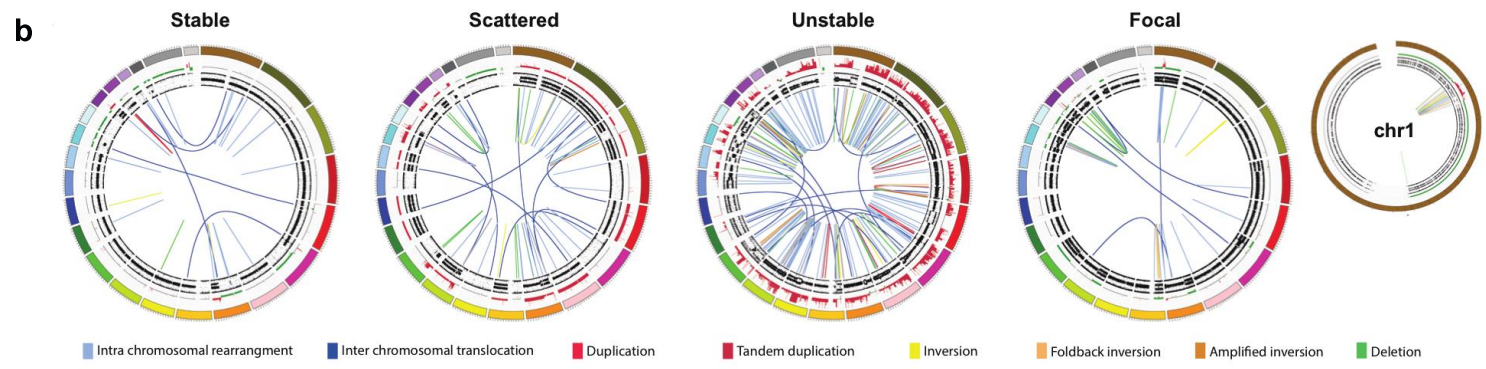 b
Stable
Scattered
Unstable
Focal
chr1
Intra chromosomal rearrangment
Inter chromosomal translocation
Duplication
Tandem duplication
Inversion
Foldback inversion
Amplified inversion
Deletion